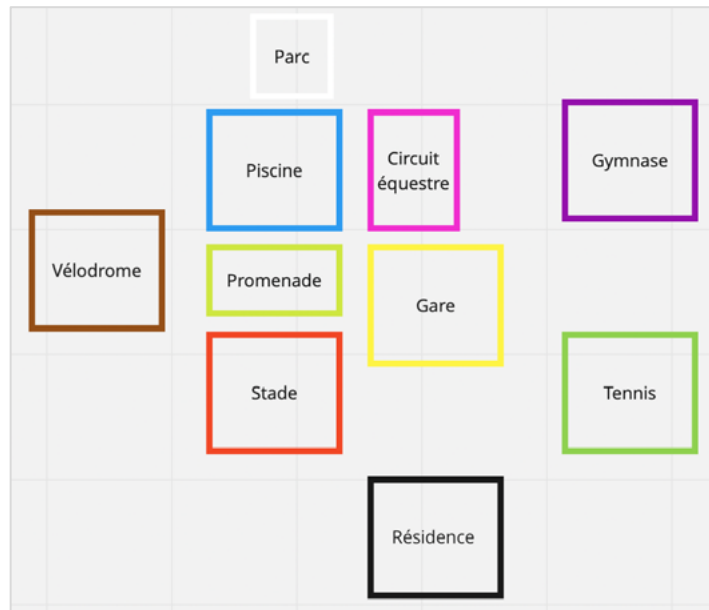 Parc
Piscine
Circuit
équestre
Gymnase
Vélodrome
Promenade
Gare
Stade
Tennis
Résidence